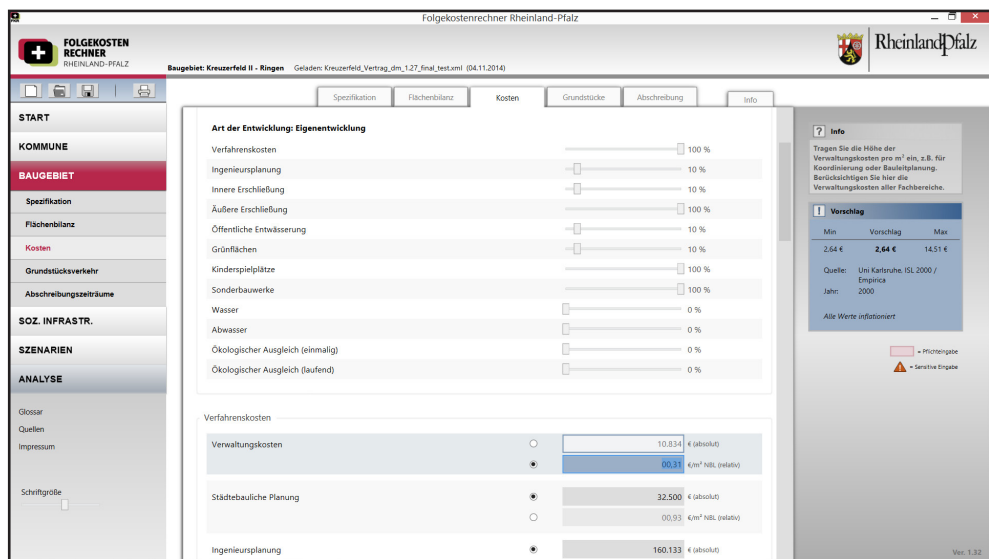 Folgekostenrechner Rheinland-Pfalz
FOLGEKOSTEN
RECHNER
RHEINLAND-PFALZ
RheinlandPfalz
Baugebiet: Kreuzerfeld II - Ringen Geladen: Kreuzerfeld_Vertrag_dm_1.27_final_test.xml (04.11.2014)
Spezifikation Flächenbilanz Kosten Grundstücke Abschreibung Info
START
KOMMUNE
BAUGEBIET
Spezifikation
Flächenbilanz
Kosten
Grundstücksverkehr
Abschreibungszeiträume
SOZ. INFRASTR.
SZENARIEN
ANALYSE
Glossar
Quellen
Impressum
Schriftgröße
Art der Entwicklung: Eigenentwicklung
Verfahrenskosten 100 %
Ingenieursplanung 10 %
Innere Erschließung 10 %
Äußere Erschließung 100 %
Öffentliche Entwässerung 10 %
Grünflächen 10 %
Kinderspielplätze 100 %
Sonderbauwerke 100 %
Wasser 0 %
Abwasser 0 %
Ökologischer Ausgleich (einmalig) 0 %
Ökologischer Ausgleich (laufend) 0 %
Verfahrenskosten
Verwaltungskosten 10.834 € (absolut)
00,31 €/m² NBL (relativ)
Städtebauliche Planung 32.500 € (absolut)
00,93 €/m² NBL (relativ)
Ingenieursplanung 160.133 € (absolut)
? Info
Tragen Sie die Höhe der
Verwaltungskosten pro m² ein, z.B. für
Koordinierung oder Bauleitplanung.
Berücksichtigen Sie hier die
Verwaltungskosten aller Fachbereiche.
! Vorschlag
Min Vorschlag Max
2,64 € 2,64 € 14,51 €
Quelle: Uni Karlsruhe. ISL 2000 /
Empirica
Jahr: 2000
Alle Werte inflationiert
= Pflichteingabe
= Sensitive Eingabe
Ver. 1.32